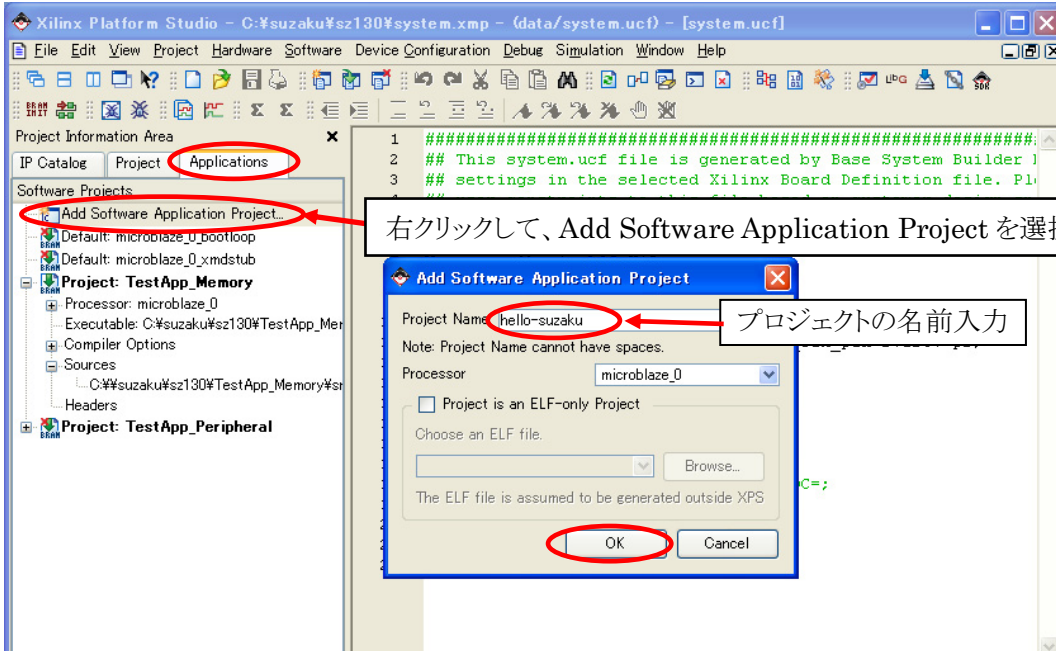 Xilinx Platform Studio - C:¥suzaku¥sz130¥system.xmp - (data/system.ucf) - [system.ucf]
File Edit View Project Hardware Software Device Configuration Debug Simulation Window Help
Project Information Area
IP Catalog Project Applications
Software Projects
Add Software Application Project...
Default: microblaze_0_bootloop
Default: microblaze_0_xmdstub
Project: TestApp_Memory
Processor: microblaze_0
Executable: C:¥suzaku¥sz130¥TestApp_Mer
Compiler Options
Sources
C:¥¥suzaku¥sz130¥TestApp_Memory¥sr
Headers
Project: TestApp_Peripheral
1 ############################################################
2 ## This system.ucf file is generated by Base System Builder
3 ## settings in the selected Xilinx Board Definition file. Pl
右クリックして、Add Software Application Project を選択
Add Software Application Project
Project Name hello-suzaku
プロジェクトの名前入力
Note: Project Name cannot have spaces.
Processor microblaze_0
Project is an ELF-only Project
Choose an ELF file.
Browse...
The ELF file is assumed to be generated outside XPS
OK Cancel
C=;